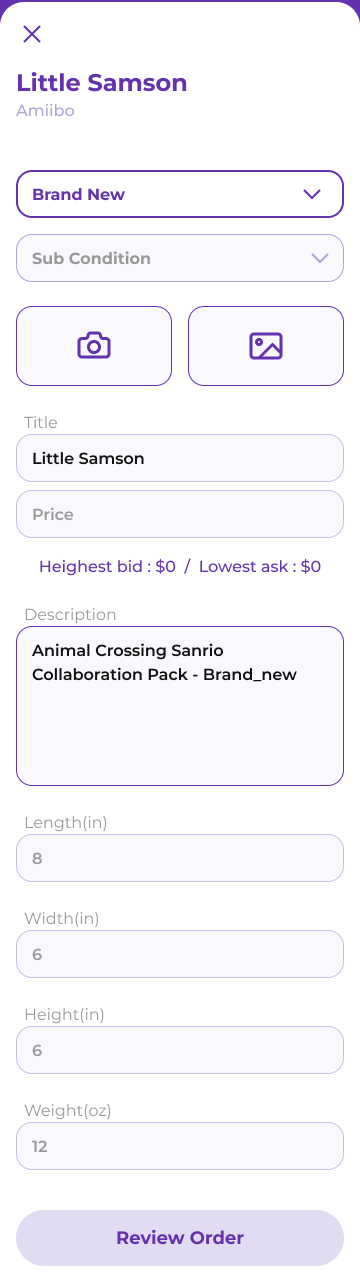 Little Samson
Amiibo
Brand New
Sub Condition
Title
Little Samson
Price
Heighest bid : $0 / Lowest ask : $0
Description
Animal Crossing Sanrio
Collaboration Pack - Brand_new
Length(in)
8
Width(in)
6
Height(in)
6
Weight(oz)
12
Review Order